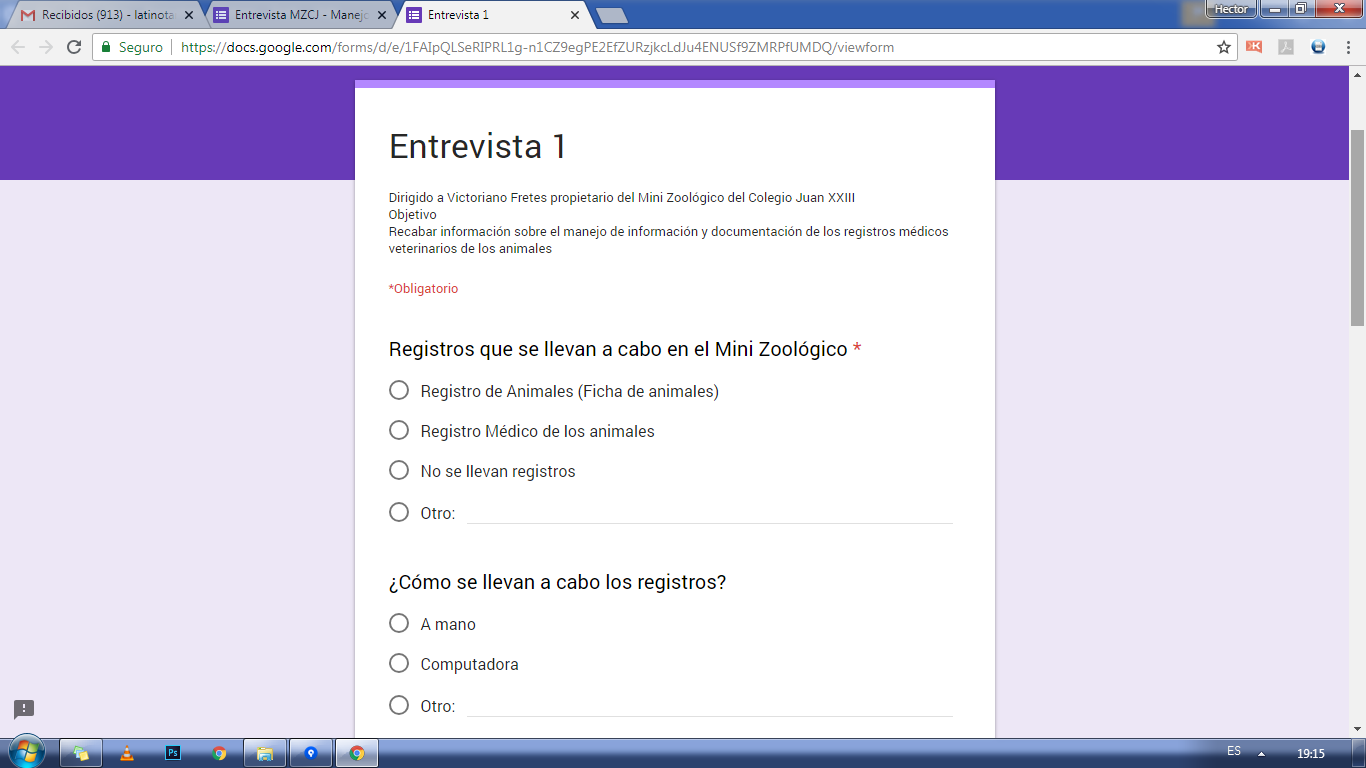 Recibidos (913) - latinota
Entrevista MZCJ - Manejo
Entrevista 1
Hector
Seguro
https://docs.google.com/forms/d/e/1FAIpQLSeRIPRL1g-n1CZ9egPE2EfZURzjkcLdJu4ENUSf9ZMRPfUMDQ/viewform
Entrevista 1
Dirigido a Victoriano Fretes propietario del Mini Zoológico del Colegio Juan XXIII
Objetivo
Recabar información sobre el manejo de información y documentación de los registros médicos
veterinarios de los animales
*Obligatorio
Registros que se llevan a cabo en el Mini Zoológico *
Registro de Animales (Ficha de animales)
Registro Médico de los animales
No se llevan registros
Otro:
¿Cómo se llevan a cabo los registros?
A mano
Computadora
Otro:
Ps
ES
19:15